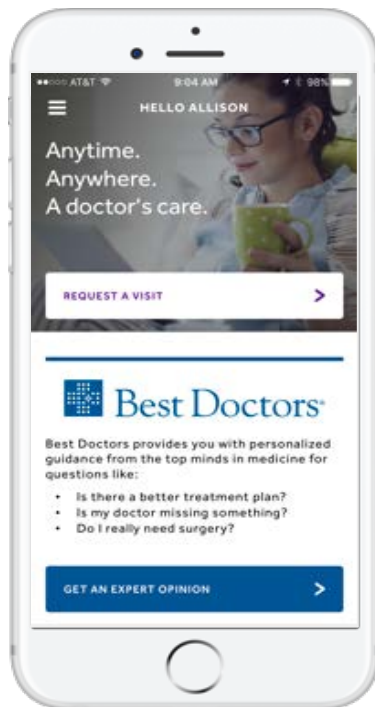 AT&T 9:04 AM 98%
HELLO ALLISON
Anytime.
Anywhere.
A doctor's care.
REQUEST A VISIT >
Best Doctors
Best Doctors provides you with personalized
guidance from the top minds in medicine for
questions like:
• Is there a better treatment plan?
• Is my doctor missing something?
• Do I really need surgery?
GET AN EXPERT OPINION >